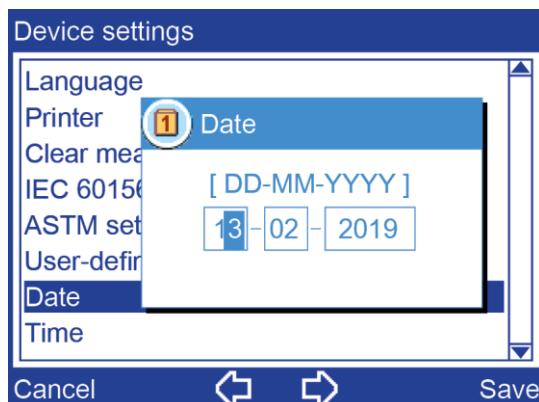 Device settings
Language
Printer
1 Date
Clear mea
IEC 60156
[ DD-MM-YYYY ]
ASTM set
13-02-2019
User-defin
Date
Time
Cancel
Save